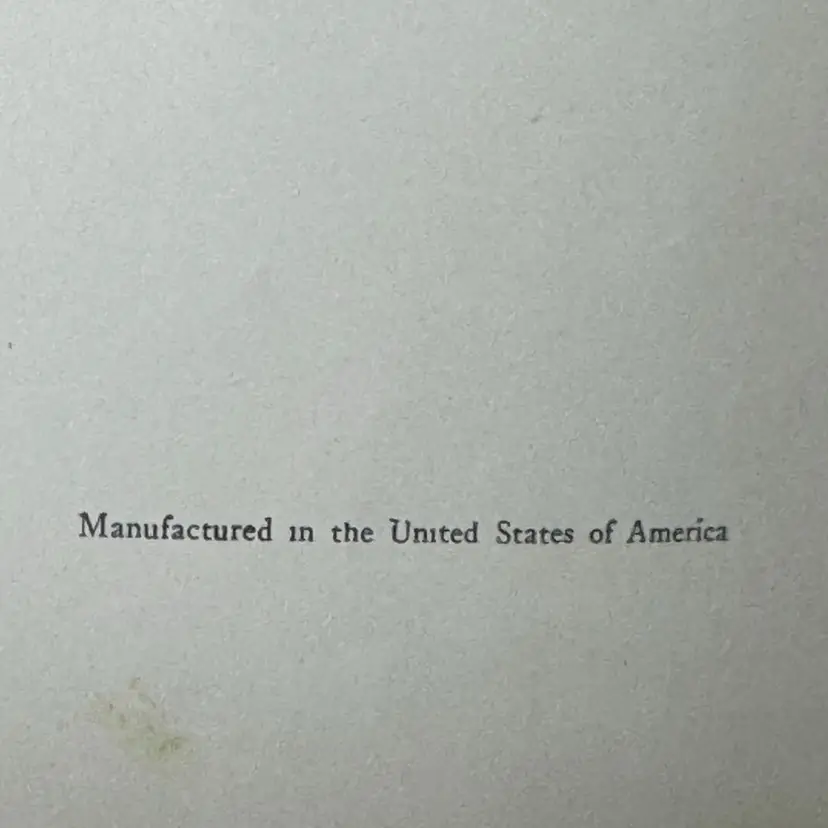 Manufactured in the United States of America